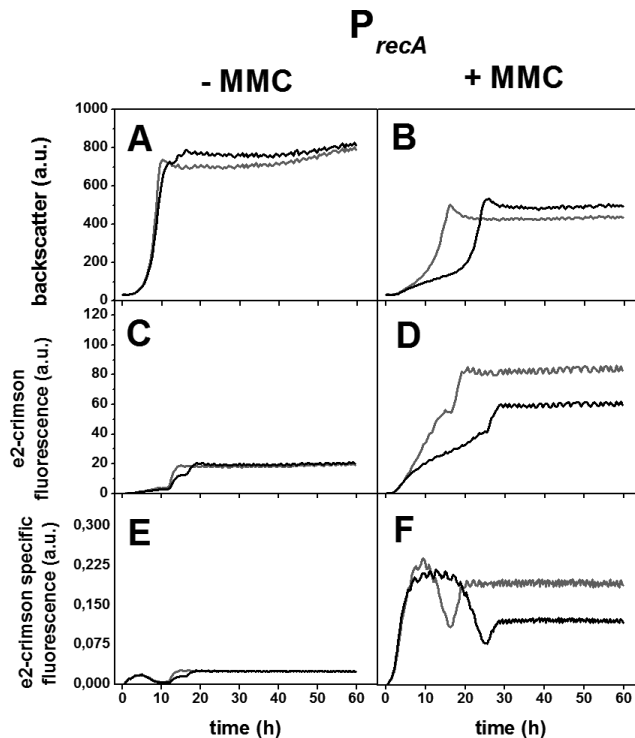 P recA
- MMC
+ MMC
backscatter (a.u.)
1000
800
600
400
200
0
A
B
e2-crimson
fluorescence (a.u.)
120
100
80
60
40
20
0
C
D
e2-crimson specific
fluorescence (a.u.)
0,300
0,225
0,150
0,075
0,000
E
F
0 10 20 30 40 50 60
0 10 20 30 40 50 60
time (h)
time (h)